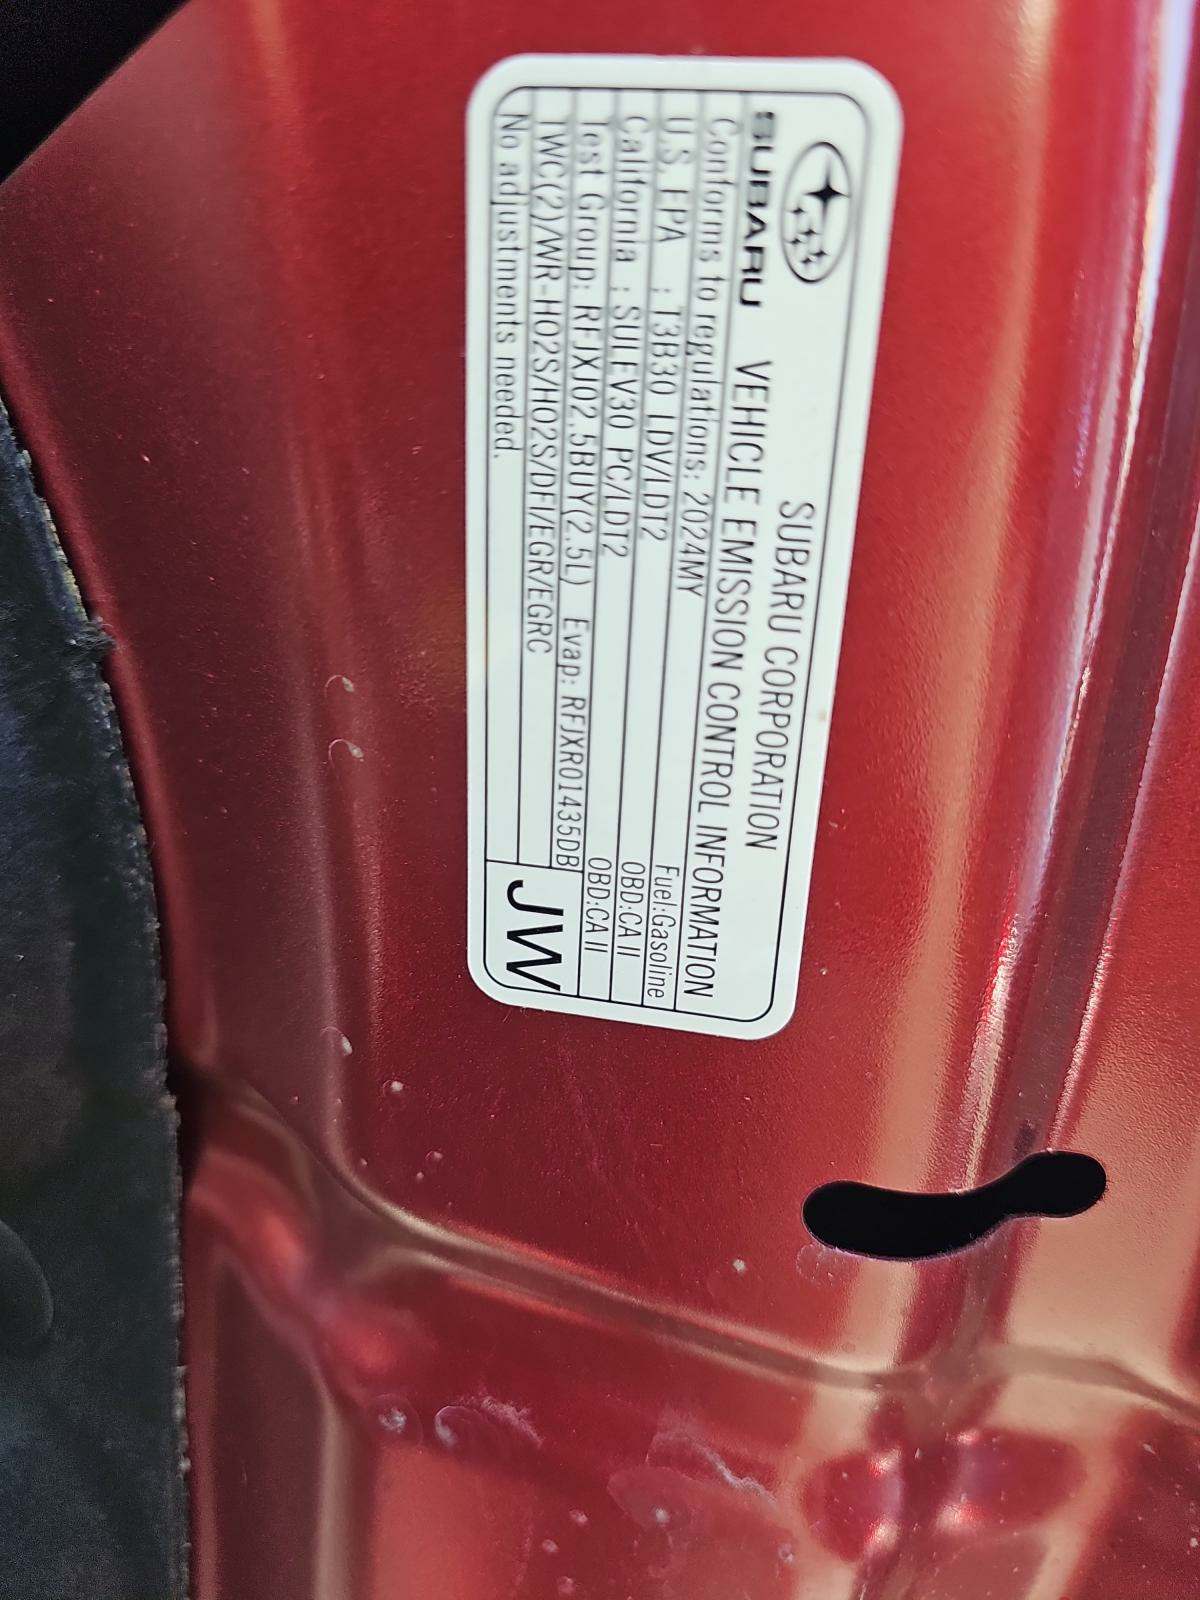 SUBARU CORPORATION
SUBARU VEHICLE EMISSION CONTROL INFORMATION
Conforms to regulations: 2024MY Fuel:Gasoline
U.S. EPA : T3B30 LDV/LDT2 OBD:CA II
California : SULEV30 PC/LDT2 OBD:CA II
Test Group: RFJXJ02.5BUY(2.5L) Evap: RFJXR01435DB
TWC(2)/WR-HO2S/HO2S/DFI/EGR/EGRC
No adjustments needed.
JW